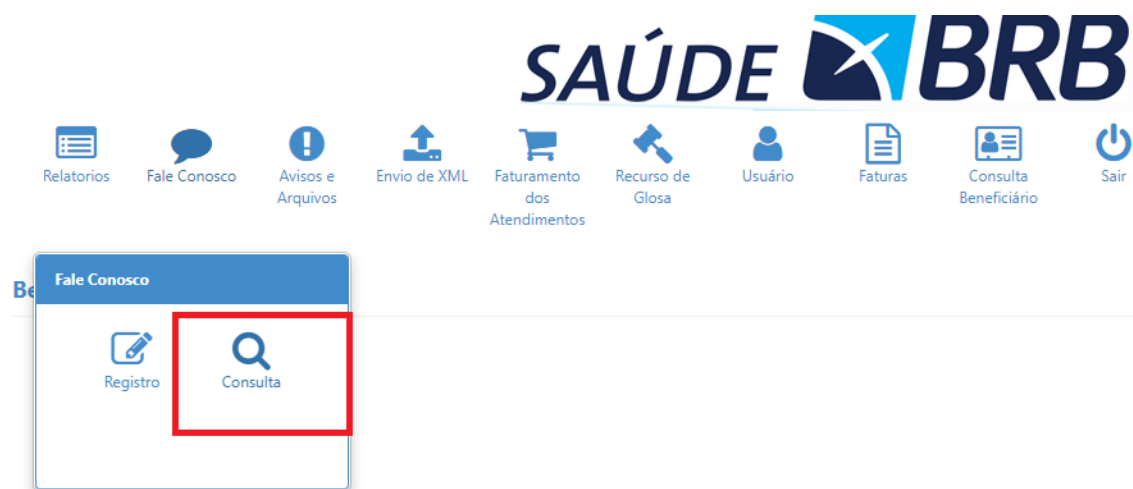 SAÚDE BRB
Relatorios
Fale Conosco
Avisos e
Arquivos
Envio de XML
Faturamento
dos
Atendimentos
Recurso de
Glosa
Usuário
Faturas
Consulta
Beneficiário
Sair
Be
Fale Conosco
Registro
Consulta